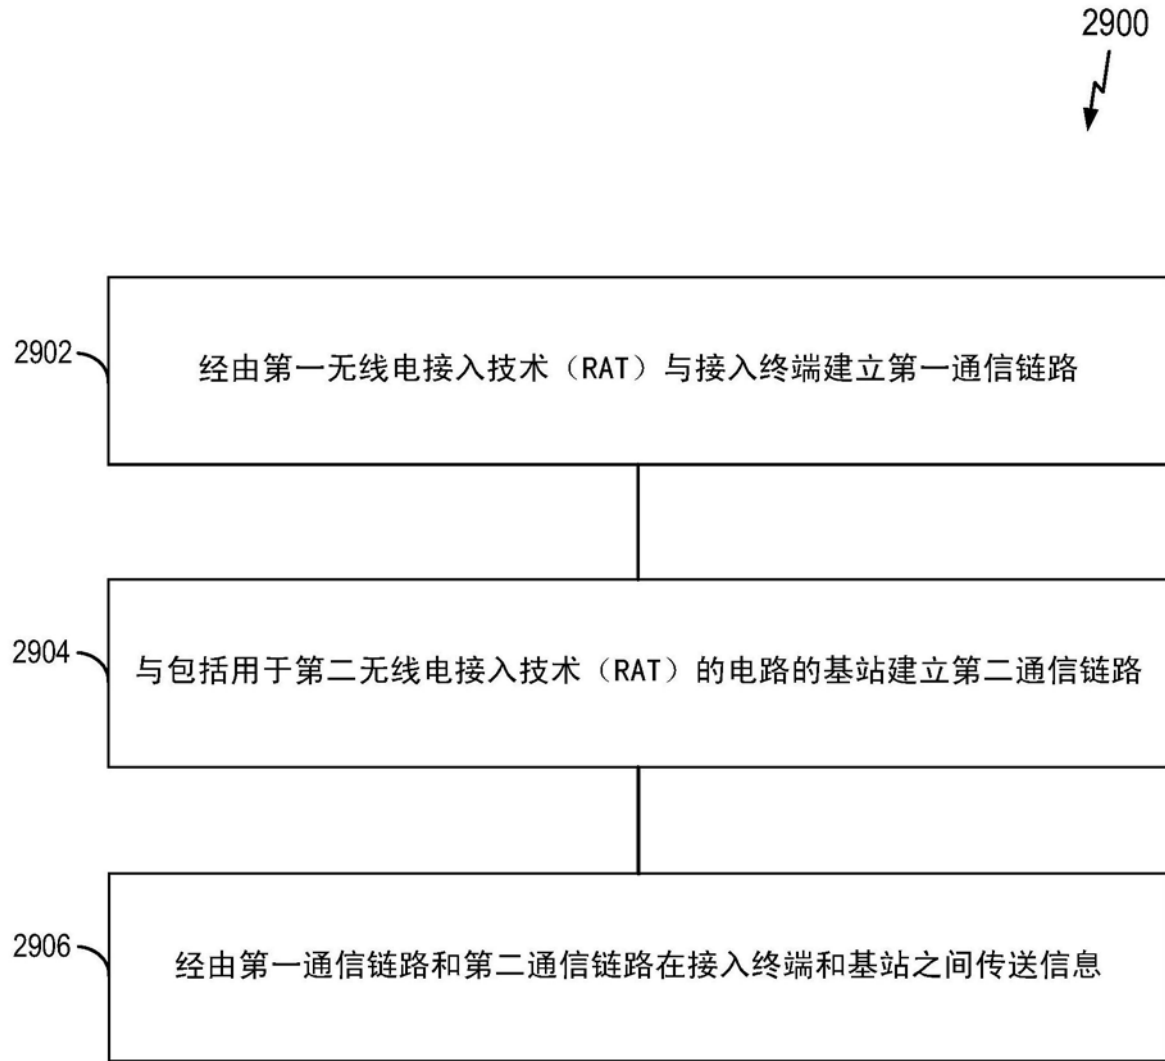 2900
2902
经由第一无线电接入技术（RAT）与接入终端建立第一通信链路
2904
与包括用于第二无线电接入技术（RAT）的电路的基站建立第二通信链路
2906
经由第一通信链路和第二通信链路在接入终端和基站之间传送信息